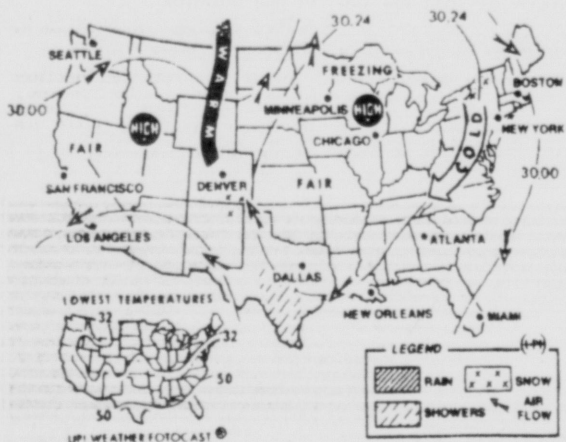 30.24
30.24
SEATTLE
WARM
FREEZING
BOSTON
MINNEAPOLIS
HIGH
HIGH
30.00
NEW YORK
CHICAGO
COLD
FAIR
DENVER
FAIR
30.00
SAN FRANCISCO
LOS ANGELES
ATLANTA
DALLAS
LOWEST TEMPERATURES
NEW ORLEANS
MIAMI
32
32
LEGEND
RAIN
SNOW
50
SHOWERS
AIR
FLOW
50
UPI WEATHER FOTOCAST ®